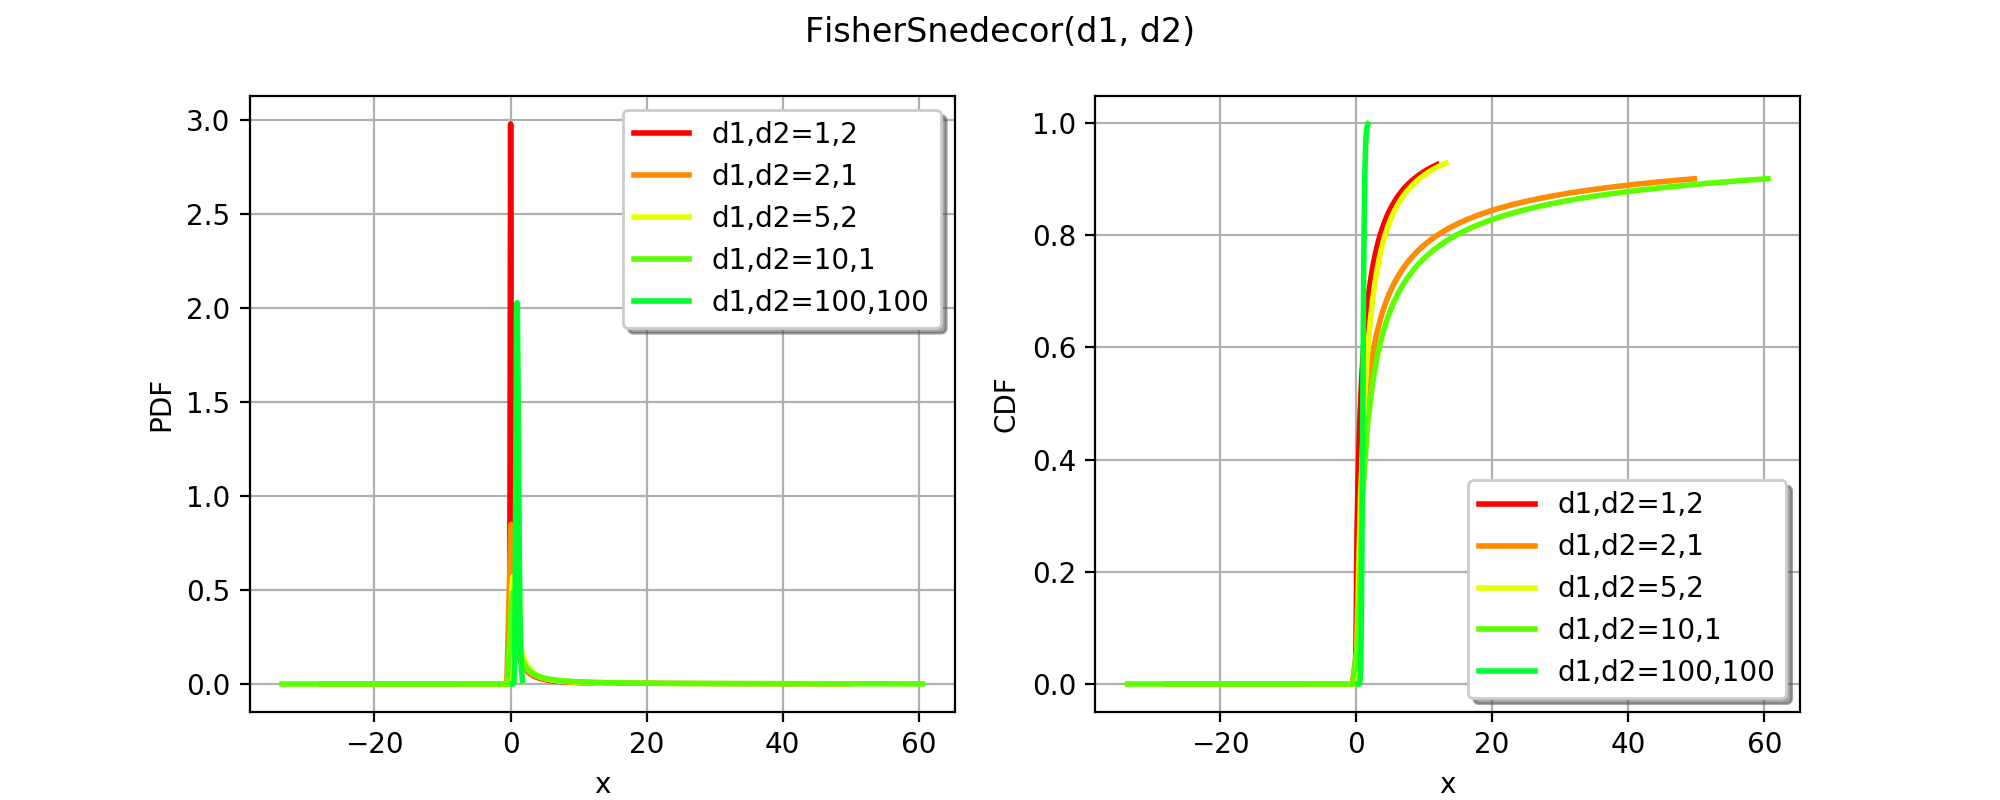 FisherSnedecor(d1, d2)
PDF
3.0
2.5
2.0
1.5
1.0
0.5
0.0
−20 0 20 40 60
x
d1,d2=1,2
d1,d2=2,1
d1,d2=5,2
d1,d2=10,1
d1,d2=100,100
CDF
1.0
0.8
0.6
0.4
0.2
0.0
−20 0 20 40 60
x
d1,d2=1,2
d1,d2=2,1
d1,d2=5,2
d1,d2=10,1
d1,d2=100,100